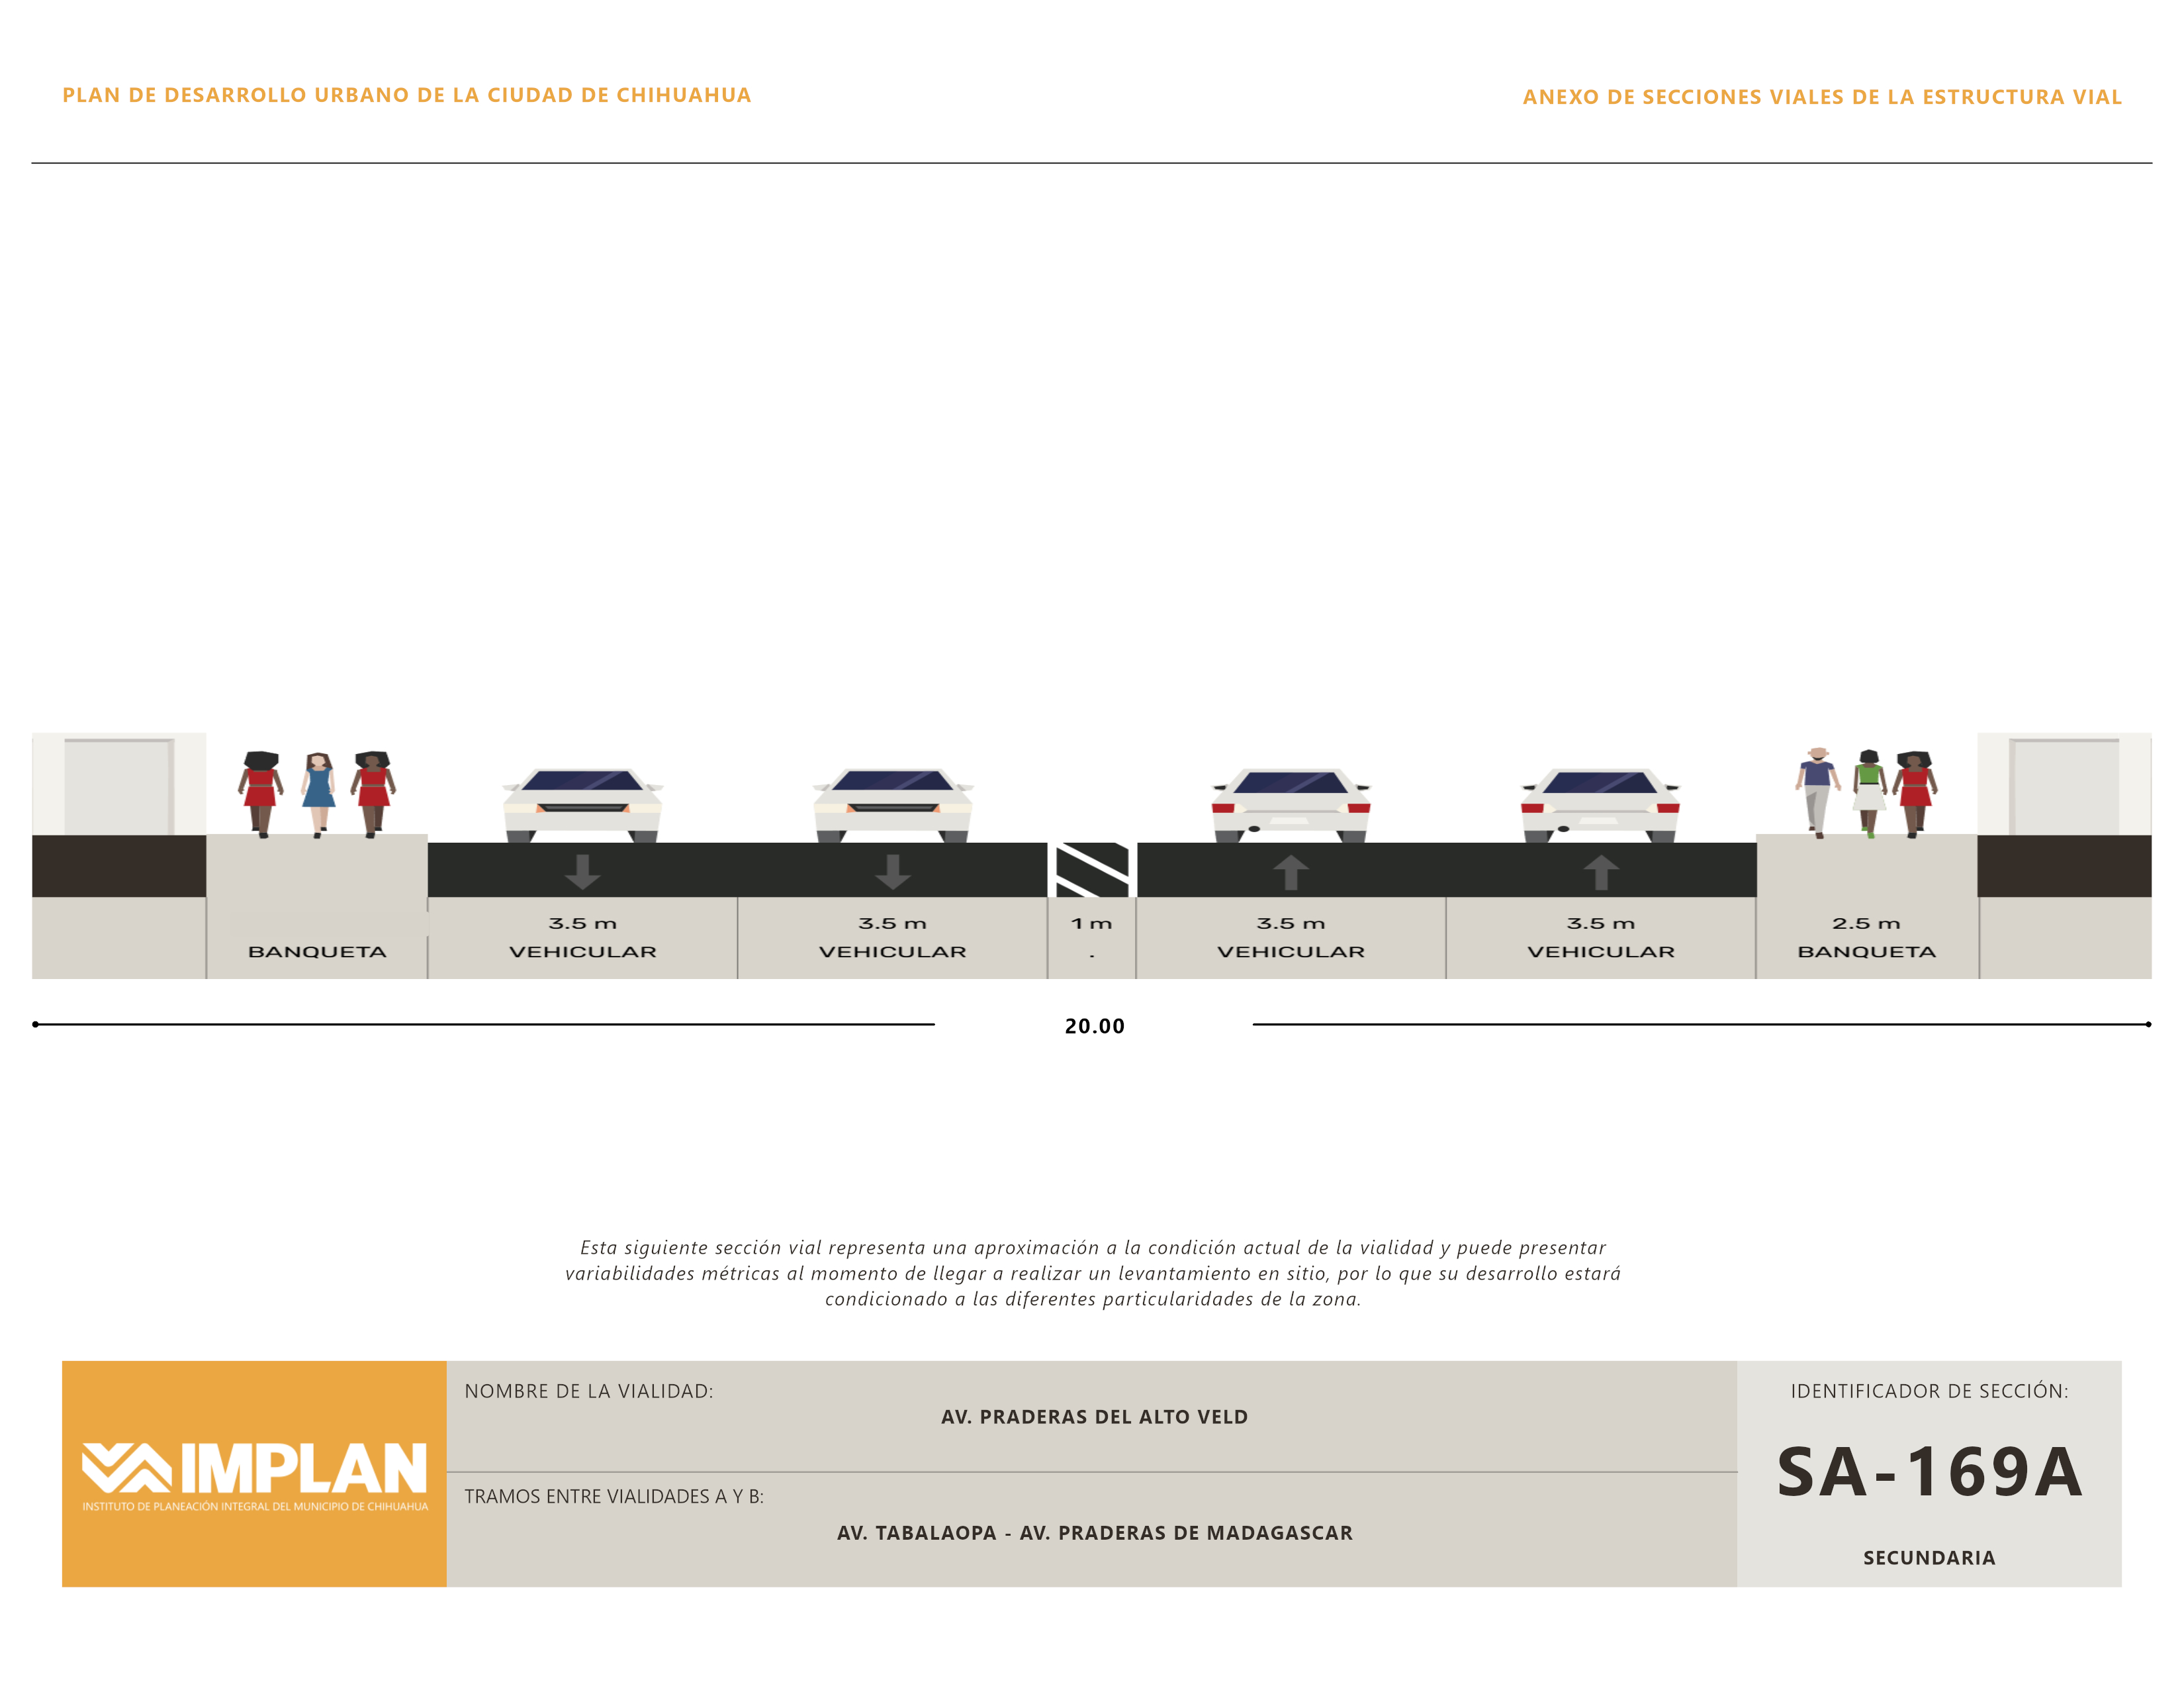 PLAN DE DESARROLLO URBANO DE LA CIUDAD DE CHIHUAHUA
ANEXO DE SECCIONES VIALES DE LA ESTRUCTURA VIAL
BANQUETA
3.5 m
VEHICULAR
3.5 m
VEHICULAR
1 m
.
3.5 m
VEHICULAR
3.5 m
VEHICULAR
2.5 m
BANQUETA
20.00
Esta siguiente sección vial representa una aproximación a la condición actual de la vialidad y puede presentar
variabilidades métricas al momento de llegar a realizar un levantamiento en sitio, por lo que su desarrollo estará
condicionado a las diferentes particularidades de la zona.
IMPLAN
INSTITUTO DE PLANEACIÓN INTEGRAL DEL MUNICIPIO DE CHIHUAHUA
NOMBRE DE LA VIALIDAD:
AV. PRADERAS DEL ALTO VELD
TRAMOS ENTRE VIALIDADES A Y B:
AV. TABALAOPA - AV. PRADERAS DE MADAGASCAR
IDENTIFICADOR DE SECCIÓN:
SA-169A
SECUNDARIA